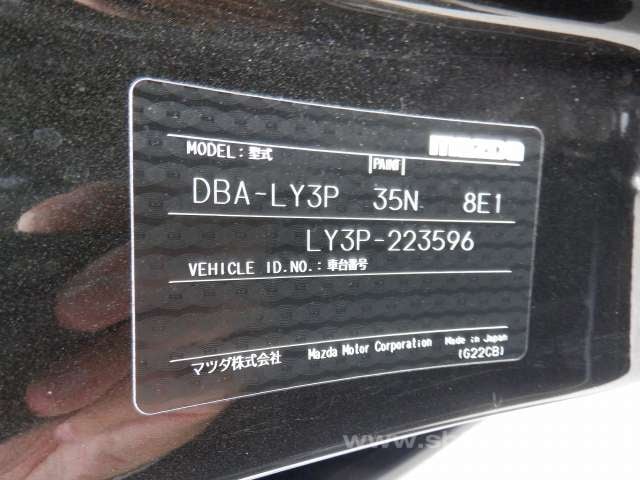 mazda
MODEL: 型式 PAINT
DBA-LY3P 35N 8E1
LY3P-223596
VEHICLE ID.NO.: 車台番号
マツダ株式会社 Mazda Motor Corporation Made in Japan
(G22CB)